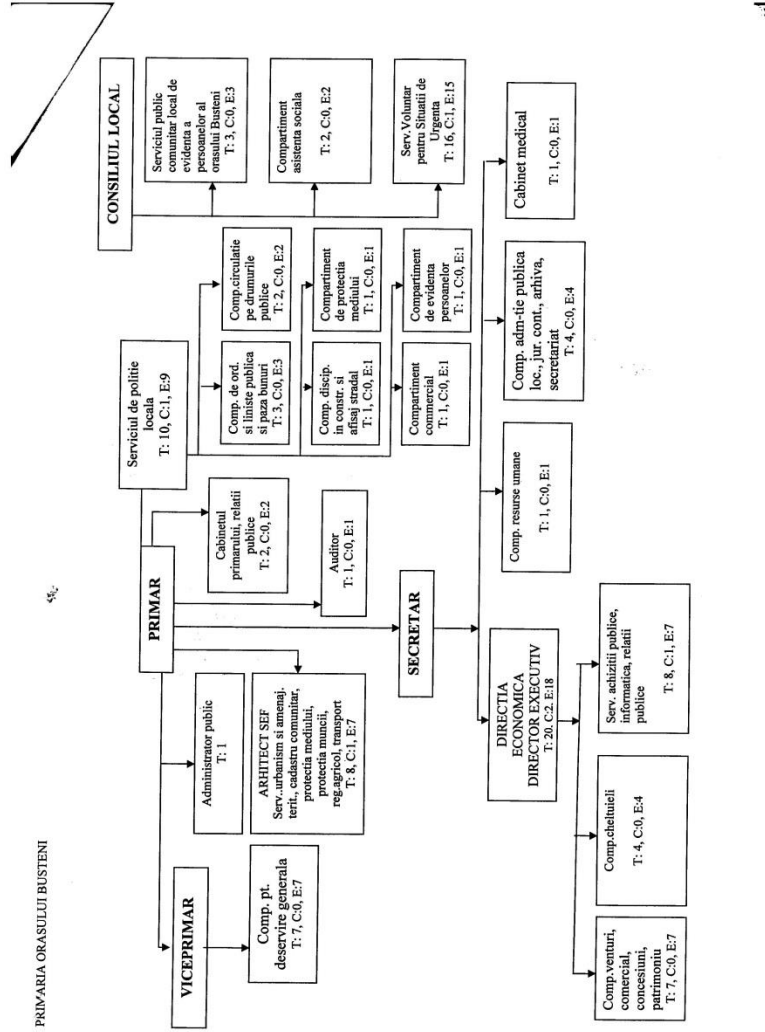 PRIMARIA ORASULUI BUSTENI
CONSILIUL LOCAL
Serviciul public
comunitar local de
evidenta a
persoanelor al
orasului Busteni
T: 3, C:0, E:3
Compartiment
asistenta sociala
T: 2, C:0, E:2
Serv.Voluntar
pentru Situatii de
Urgenta
T: 16, C:1, E:15
Serviciul de politie
locala
T: 10, C:1, E:9
Comp. de ord.
si liniste publica
si paza bunuri
T: 3, C:0, E:3
Comp.circulatie
pe drumurile
publice
T: 2, C:0, E:2
Comp. discip.
in constr. si
afisaj stradal
T: 1, C:0, E:1
Compartiment
de protectia
mediului
T: 1, C:0, E:1
Compartiment
commercial
T: 1, C:0, E:1
Compartiment
de evidenta
persoanelor
T: 1, C:0, E:1
PRIMAR
Cabinetul
primarului, relatii
publice
T: 2, C:0, E:2
Auditor
T: 1, C:0, E:1
Administrator public
T: 1
ARHITECT SEF
Serv..urbanism si amenaj.
terit., cadastru comunitar,
protectia mediului,
protectia muncii,
reg.agricol, transport
T: 8, C:1, E:7
VICEPRIMAR
Comp. pt.
deservire generala
T: 7, C:0, E:7
SECRETAR
DIRECTIA
ECONOMICA
DIRECTOR EXECUTIV
T: 20. C:2. E:18
Comp. resurse umane
T: 1, C:0, E:1
Comp. adm-tie publica
loc., jur. cont., arhiva,
secretariat
T: 4, C:0, E:4
Cabinet medical
T: 1, C:0, E:1
Comp.venturi,
comercial,
concesiuni,
patrimoniu
T: 7, C:0, E:7
Comp.cheltuieli
T: 4, C:0, E:4
Serv. achizitii publice,
informatica, relatii
publice
T: 8, C:1, E:7